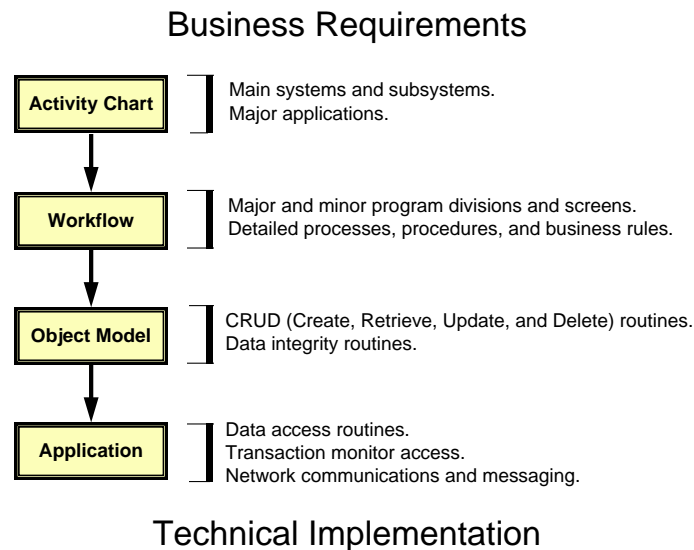 Business Requirements
Activity Chart
Main systems and subsystems.
Major applications.
Workflow
Major and minor program divisions and screens.
Detailed processes, procedures, and business rules.
Object Model
CRUD (Create, Retrieve, Update, and Delete) routines.
Data integrity routines.
Application
Data access routines.
Transaction monitor access.
Network communications and messaging.
Technical Implementation